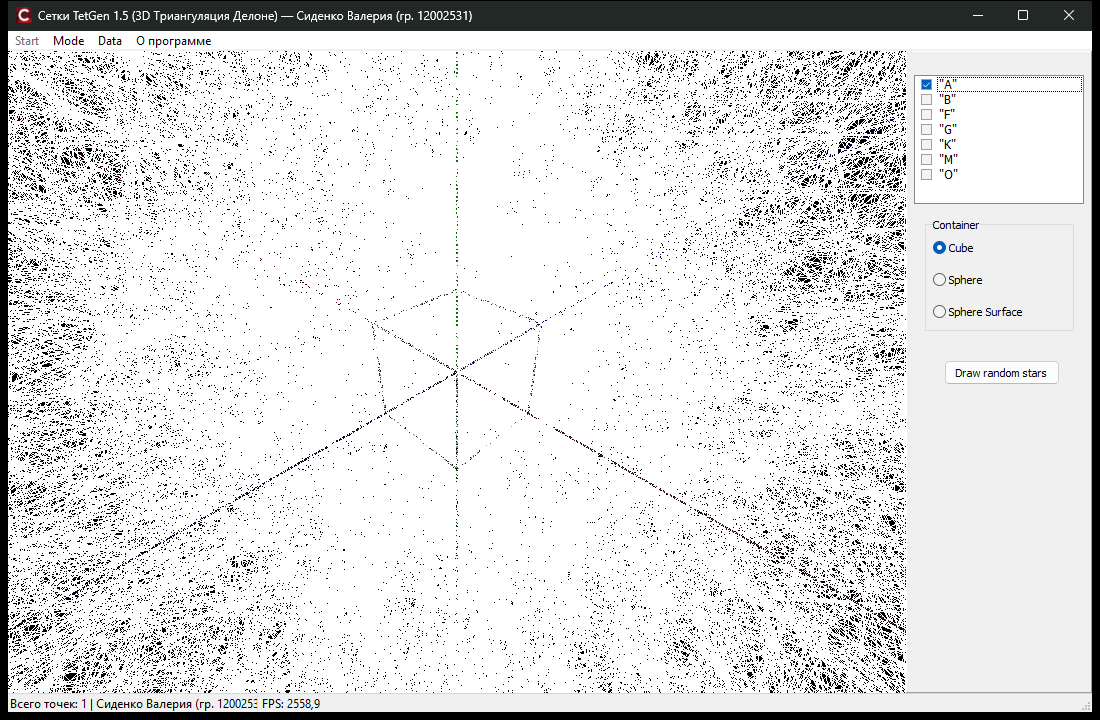 Сетки TetGen 1.5 (3D Триангуляция Делоне) — Сиденко Валерия (гр. 12002531)
Start Mode Data О программе
"A"
"B"
"F"
"G"
"K"
"M"
"O"
Container
Cube
Sphere
Sphere Surface
Draw random stars
Всего точек: 1 | Сиденко Валерия (гр. 1200253 FPS: 2558,9